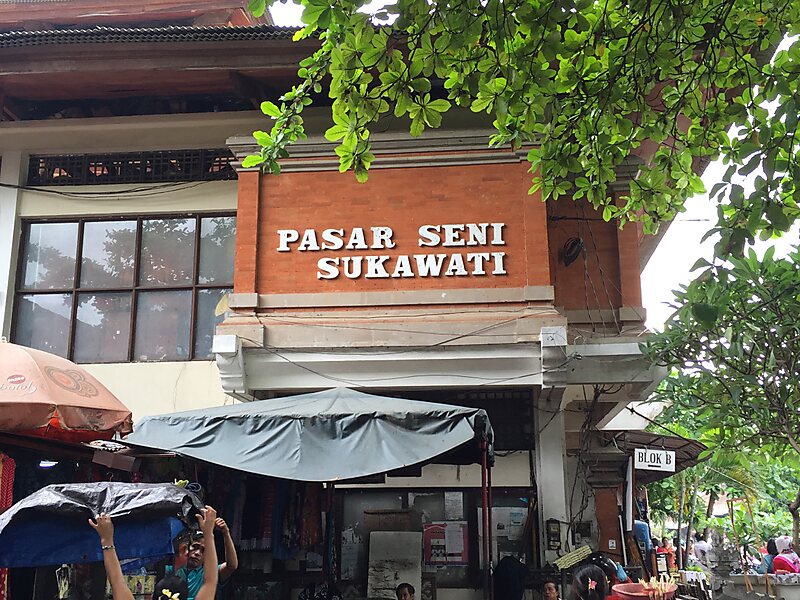 PASAR SENI
SUKAWATI
BLOK B